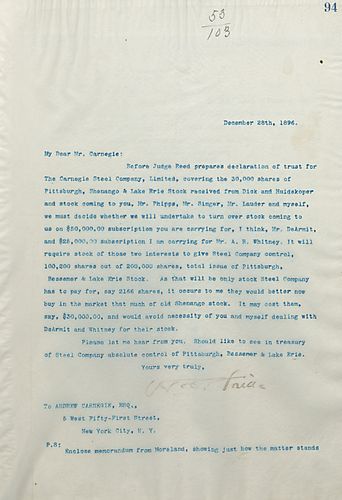 94
53
103
December 28th, 1896.
My Dear Mr. Carnegie:
Before Judge Reed prepares declaration of trust for
The Carnegie Steel Company, Limited, covering the 30,000 shares of
Pittsburgh, Shenango & Lake Erie Stock received from Dick and Huidekoper
and stock coming to you, Mr. Phipps, Mr. Singer, Mr. Lauder and myself,
we must decide whether we will undertake to turn over stock coming to
us on $50,000.00 subscription you are carrying for, I think, Mr. DeArmit,
and $25,000.00 subscription I am carrying for Mr. A. R. Whitney. It will
require stock of those two interests to give Steel Company control,
100,200 shares out of 200,000 shares, total issue of Pittsburgh,
Bessemer & Lake Erie Stock. As that will be only stock Steel Company
has to pay for, say 2166 shares, it occurs to me they would better now
buy in the market that much of old Shenango stock. It may cost them,
say, $30,000.00, and would avoid necessity of you and myself dealing with
DeArmit and Whitney for their stock.
Please let me hear from you. Should like to see in treasury
of Steel Company absolute control of Pittsburgh, Bessemer & Lake Erie.
Yours very truly,
To ANDREW CARNEGIE, ESQ.,
5 West Fifty-First Street,
New York City, N. Y.
P.S:
Enclose memorandum from Moreland, showing just how the matter stands